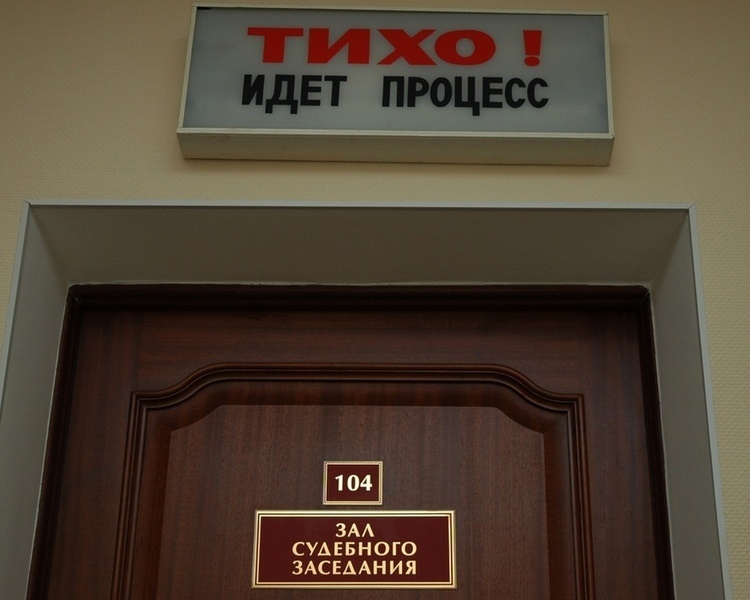 ТИХО!
ИДЕТ ПРОЦЕСС
104
ЗАЛ
СУДЕБНОГО
ЗАСЕДАНИЯ